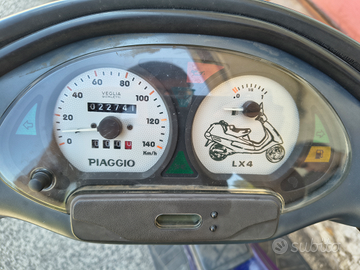 60 80
40 100
VEGLIA
BORLETTI
20 120
02274
0 140
PIAGGIO
Km/h
LX4
subito